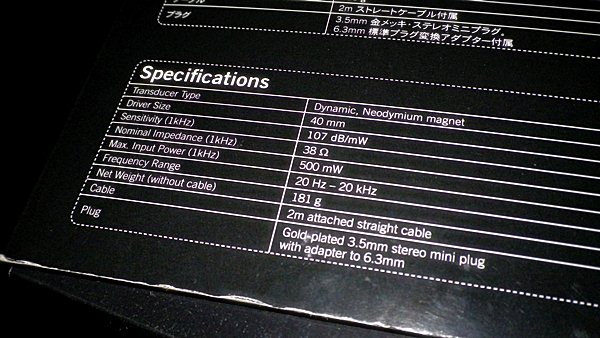 2m ストレートケーブル付属
プラグ
3.5mm 金メッキ・ステレオミニプラグ、
6.3mm 標準プラグ変換アダプター付属
Specifications
Transducer Type Dynamic, Neodymium magnet
Driver Size 40 mm
Sensitivity (1kHz) 107 dB/mW
Nominal Impedance (1kHz) 38 Ω
Max. Input Power (1kHz) 500 mW
Frequency Range 20 Hz – 20 kHz
Net Weight (without cable) 181 g
Cable 2m attached straight cable
Plug Gold-plated 3.5mm stereo mini plug
with adapter to 6.3mm